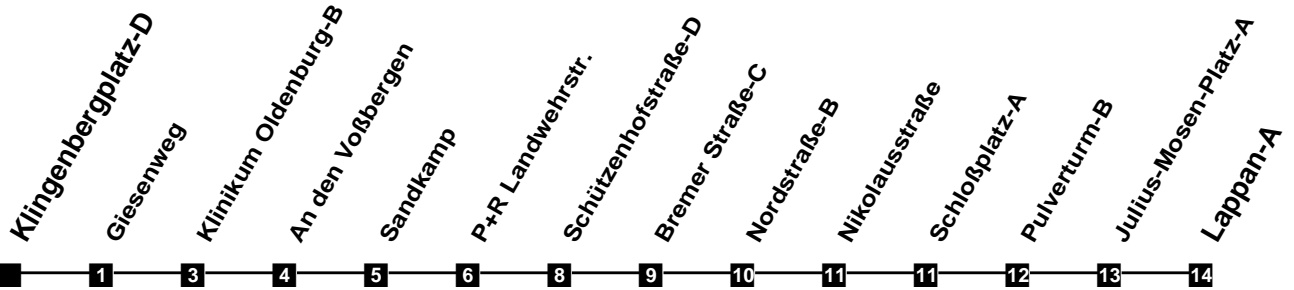 Klingenbergplatz-D
Giesenweg
Klinikum Oldenburg-B
An den Voßbergen
Sandkamp
P+R Landwehrstr.
Schützenhofstraße-D
Bremer Straße-C
Nordstraße-B
Nikolausstraße
Schloßplatz-A
Pulverturm-B
Julius-Mosen-Platz-A
Lappan-A
1 3 4 5 6 8 9 10 11 11 12 13 14